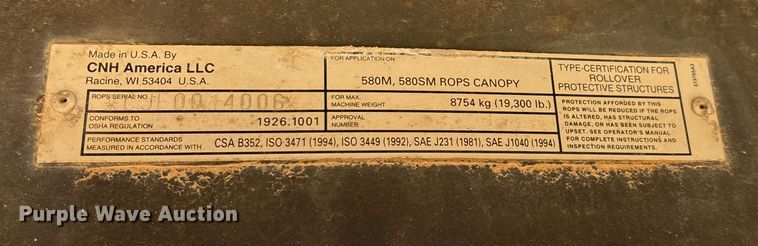 Made in U.S.A. By
CNH America LLC
Racine, WI 53404 U.S.A.
ROPS SERIAL NO.
CONFORMS TO
OSHA REGULATION
1926.1001
PERFORMANCE STANDARDS
MEASURED IN ACCORDANCE WITH
CSA B352, ISO 3471 (1994), ISO 3449 (1992), SAE J231 (1981), SAE J1040 (1994)
FOR APPLICATION ON
580M, 580SM ROPS CANOPY
FOR MAX.
MACHINE WEIGHT
8754 kg (19,300 lb.)
APPROVAL
NUMBER
TYPE-CERTIFICATION FOR
ROLLOVER
PROTECTIVE STRUCTURES
PROTECTION AFFORDED BY THIS
ROPS WILL BE REDUCED IF ROPS
IS ALTERED, HAS STRUCTURAL
DAMAGE, OR HAS BEEN SUBJECT TO
UPSET. SEE OPERATOR'S MANUAL
FOR COMPLETE INSTRUCTIONS AND
INSPECTION REQUIREMENTS.
Purple Wave Auction